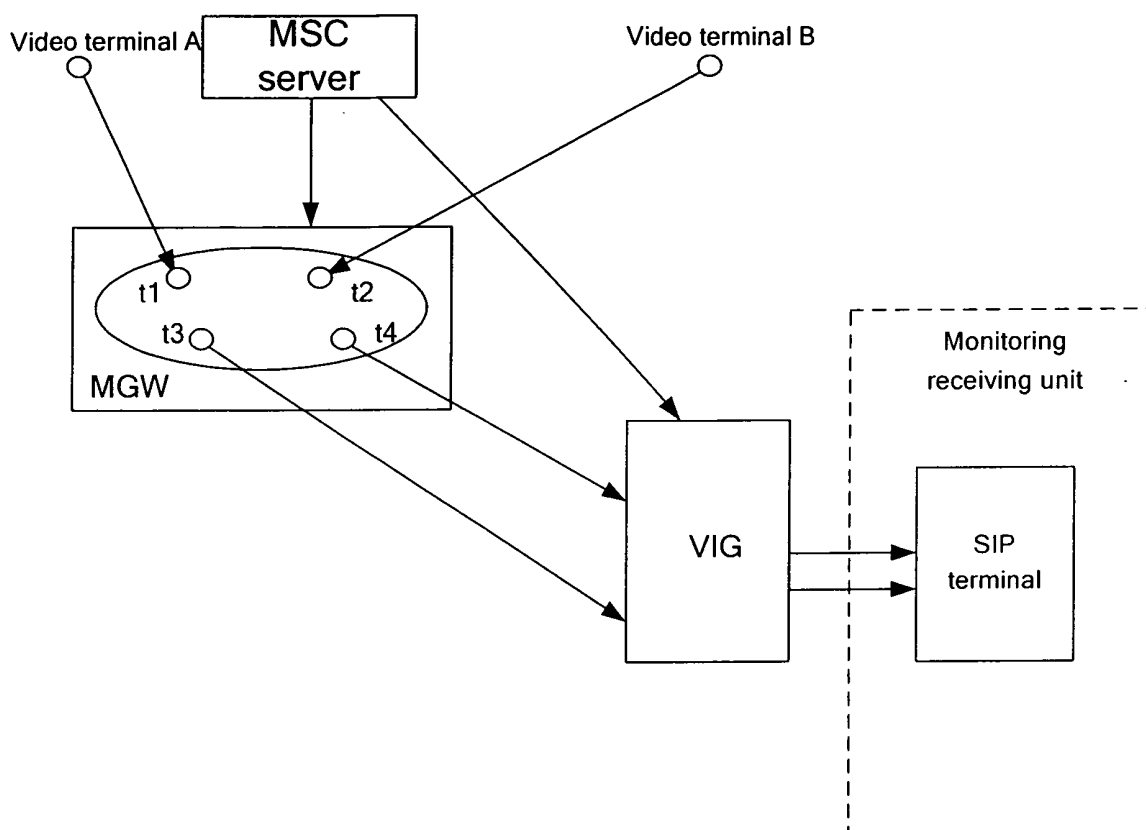 Video terminal A
MSC
server
Video terminal B
t1
t2
t3
t4
MGW
Monitoring
receiving unit
VIG
SIP
terminal